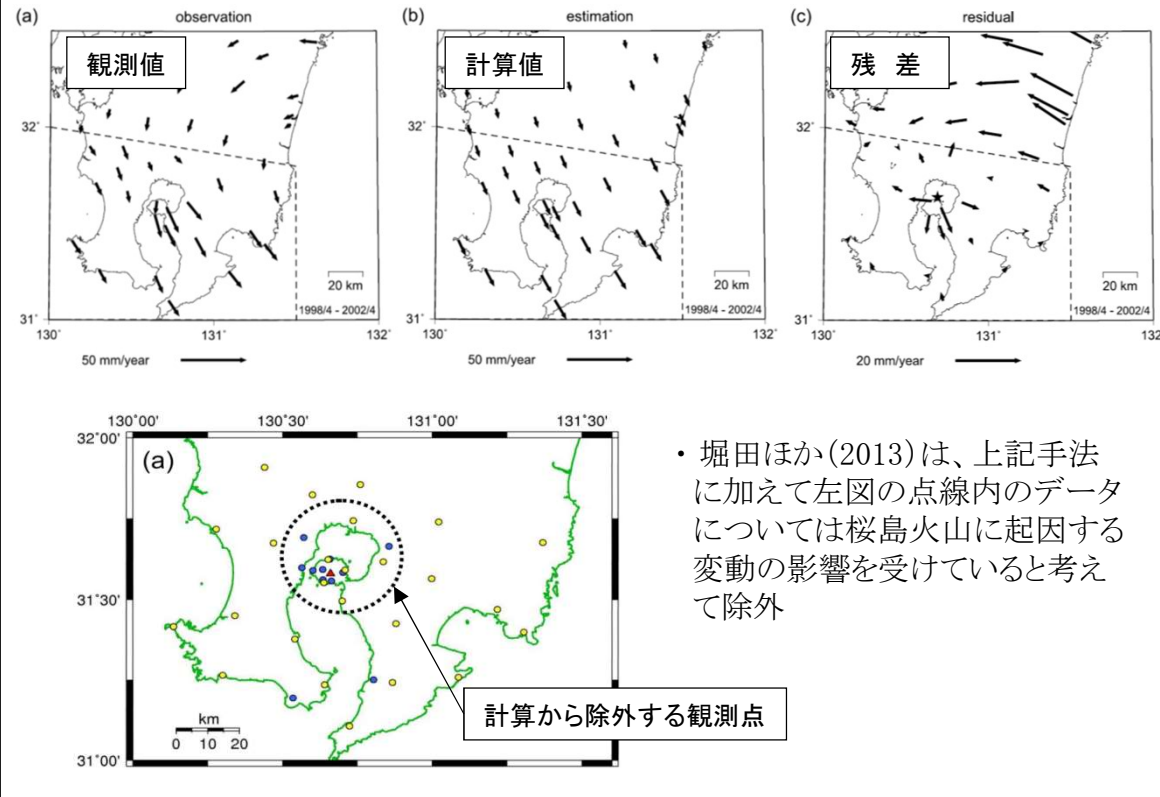 (a) observation
観測値
32˚
31˚
130 131 132
20 km
1998/4 - 2002/4
50 mm/year
(b) estimation
計算値
32˚
31˚
130 131 132
20 km
1998/4 - 2002/4
50 mm/year
(c) residual
残 差
32˚
31˚
130 131 132
20 km
1998/4 - 2002/4
20 mm/year
130˚00' 130˚30' 131˚00' 131˚30'
32˚00'
(a)
31˚30'
km
0 10 20
31˚00'
計算から除外する観測点
・堀田ほか(2013)は、上記手法
に加えて左図の点線内のデータ
については桜島火山に起因する
変動の影響を受けていると考え
て除外